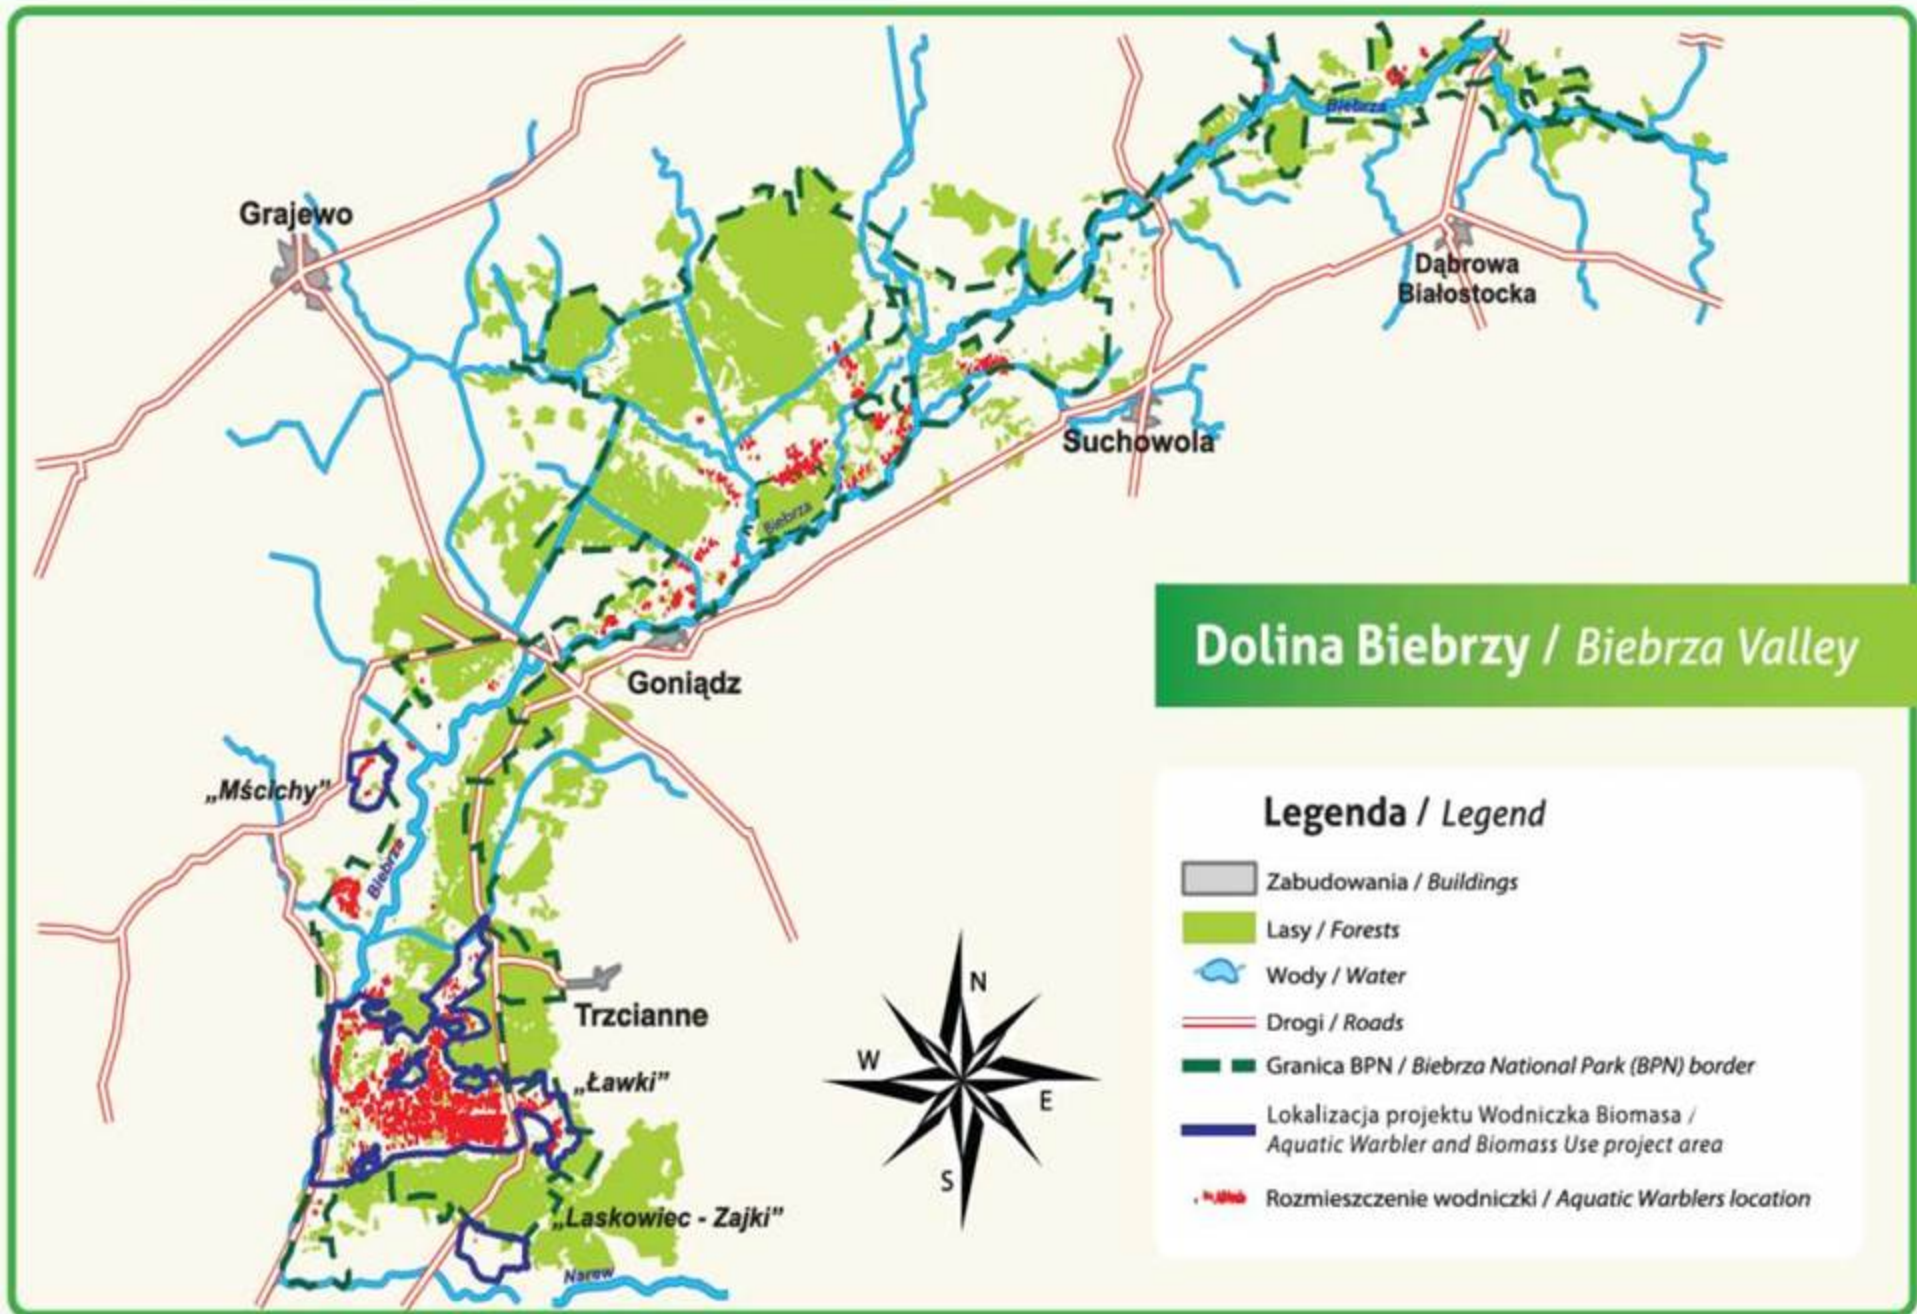 Biebrza
Grajewo
Dąbrowa
Białostocka
Suchowola
Biebrza
Goniądz
Dolina Biebrzy / Biebrza Valley
„Mścichy”
Biebrza
Legenda / Legend
Zabudowania / Buildings
Lasy / Forests
Wody / Water
Drogi / Roads
Granica BPN / Biebrza National Park (BPN) border
Lokalizacja projektu Wodniczka Biomasa /
Aquatic Warbler and Biomass Use project area
Rozmieszczenie wodniczki / Aquatic Warblers location
Trzcianne
„Ławki”
„Laskowiec - Zajki”
Narew
N
W
E
S